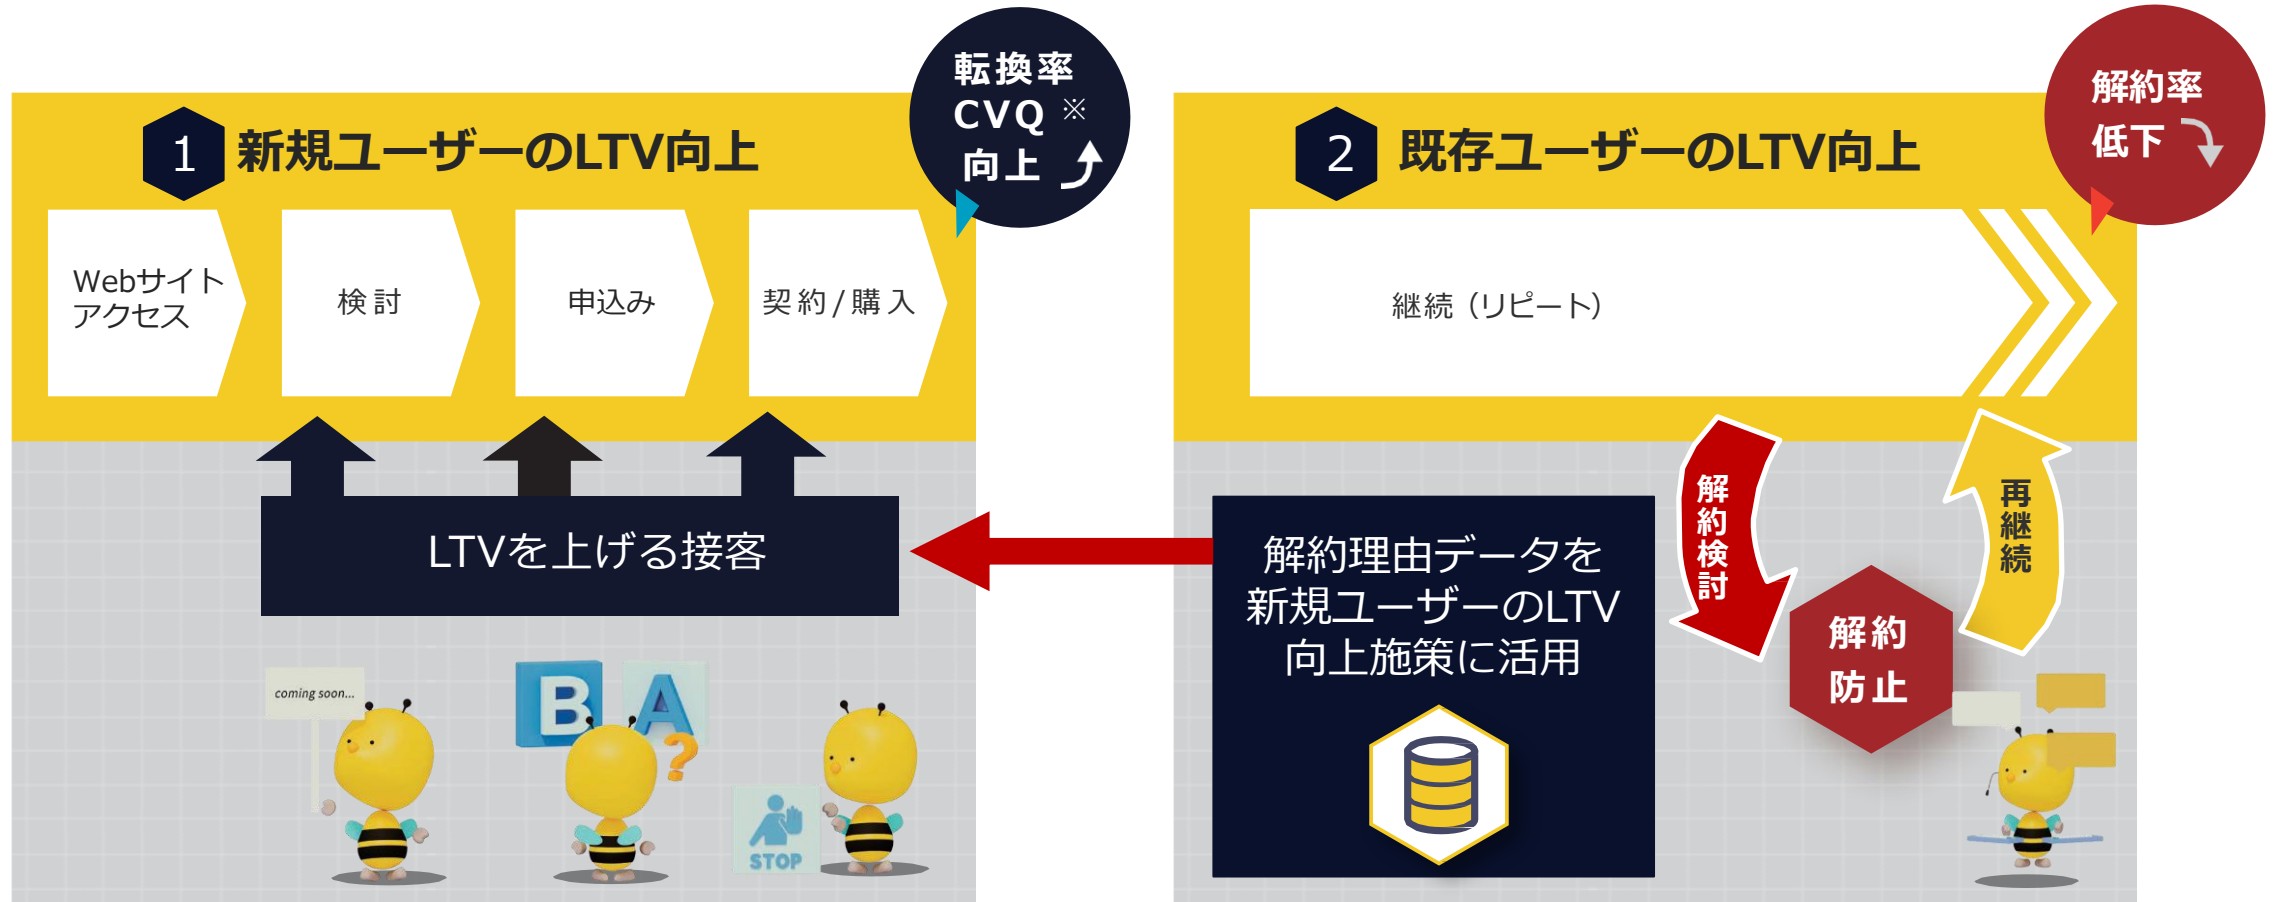 転換率
CVQ ※
向上
解約率
低下
1 新規ユーザーのLTV向上
Webサイト
アクセス
検討
申込み
契約/購入
LTVを上げる接客
coming soon...
B A ?
STOP
2 既存ユーザーのLTV向上
継続（リピート）
解約検討
再継続
解約理由データを
新規ユーザーのLTV
向上施策に活用
解約
防止